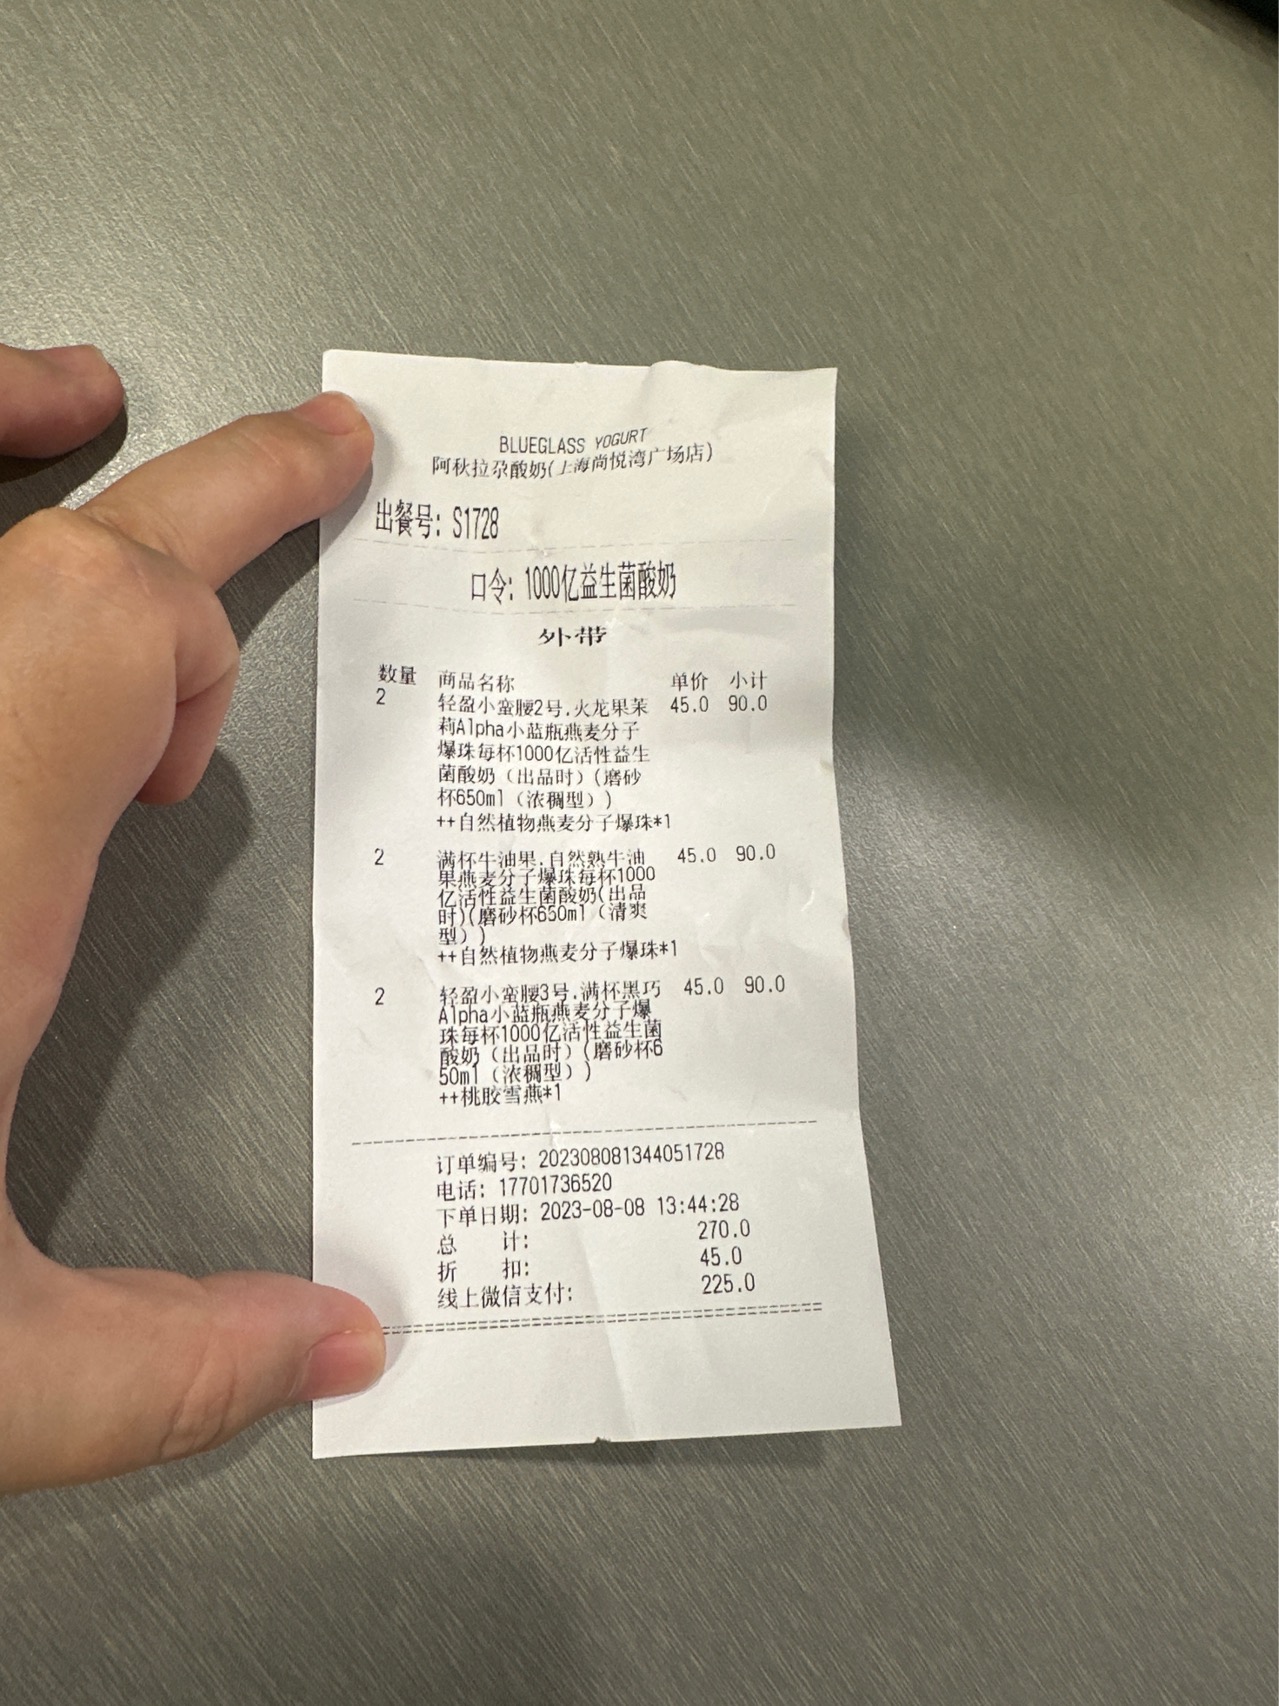 BLUEGLASS YOGURT
阿秋拉尕酸奶(上海尚悦湾广场店)
出餐号: S1728
口令: 1000亿益生菌酸奶
外带
数量 商品名称 单价 小计
2 轻盈小蛮腰2号.火龙果茉 45.0 90.0
莉Alpha小蓝瓶燕麦分子
爆珠每杯1000亿活性益生
菌酸奶（出品时）(磨砂
杯650ml（浓稠型）)
++自然植物燕麦分子爆珠*1
2 满杯牛油果.自然熟牛油 45.0 90.0
果燕麦分子爆珠每杯1000
亿活性益生菌酸奶(出品
时)(磨砂杯650ml（清爽
型）)
++自然植物燕麦分子爆珠*1
2 轻盈小蛮腰3号.满杯黑巧 45.0 90.0
Alpha小蓝瓶燕麦分子爆
珠每杯1000亿活性益生菌
酸奶（出品时）(磨砂杯6
50ml（浓稠型）)
++桃胶雪燕*1
订单编号: 202308081344051728
电话: 17701736520
下单日期: 2023-08-08 13:44:28
总 计: 270.0
折 扣: 45.0
线上微信支付: 225.0